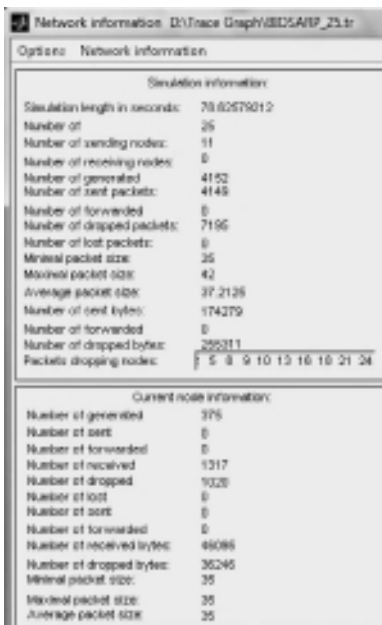 Network information D:\Trace Graph\IDSARP_25.tr
Options Network information
Simulation information:
Simulation length in seconds: 78.82579212
Number of 25
Number of sending nodes: 11
Number of receiving nodes: 0
Number of generated 4152
Number of sent packets: 4149
Number of forwarded 0
Number of dropped packets: 7195
Number of lost packets: 0
Minimal packet size: 35
Maximal packet size: 42
Average packet size: 37.2126
Number of sent bytes: 174279
Number of forwarded 0
Number of dropped bytes: 255311
Packets dropping nodes: 5 8 9 10 13 16 18 21 24
Current node information:
Number of generated 375
Number of sent 0
Number of forwarded 0
Number of received 1317
Number of dropped 1028
Number of lost 0
Number of sent 0
Number of forwarded 0
Number of received bytes: 46095
Number of dropped bytes: 36246
Minimal packet size: 35
Maximal packet size: 35
Average packet size: 35